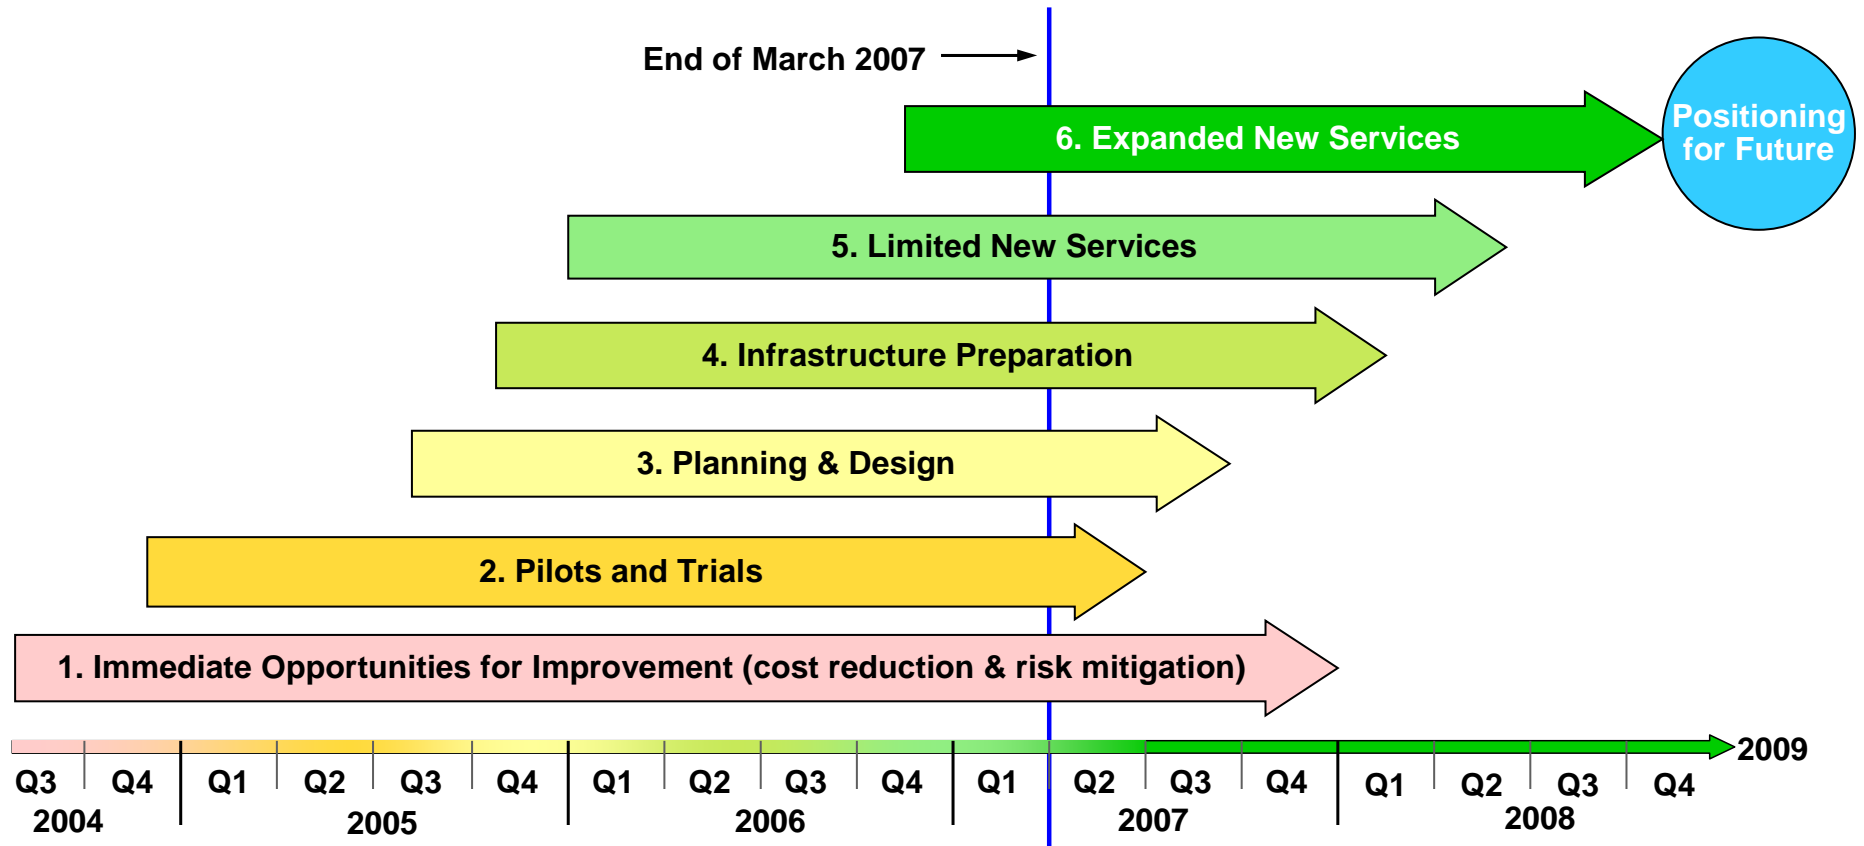 End of March 2007
Positioning
for Future
6. Expanded New Services
5. Limited New Services
4. Infrastructure Preparation
3. Planning & Design
2. Pilots and Trials
1. Immediate Opportunities for Improvement (cost reduction & risk mitigation)
2009
Q3 Q4 Q1 Q2 Q3 Q4 Q1 Q2 Q3 Q4 Q1 Q2 Q3 Q4 Q1 Q2 Q3 Q4
2004 2005 2006 2007 2008